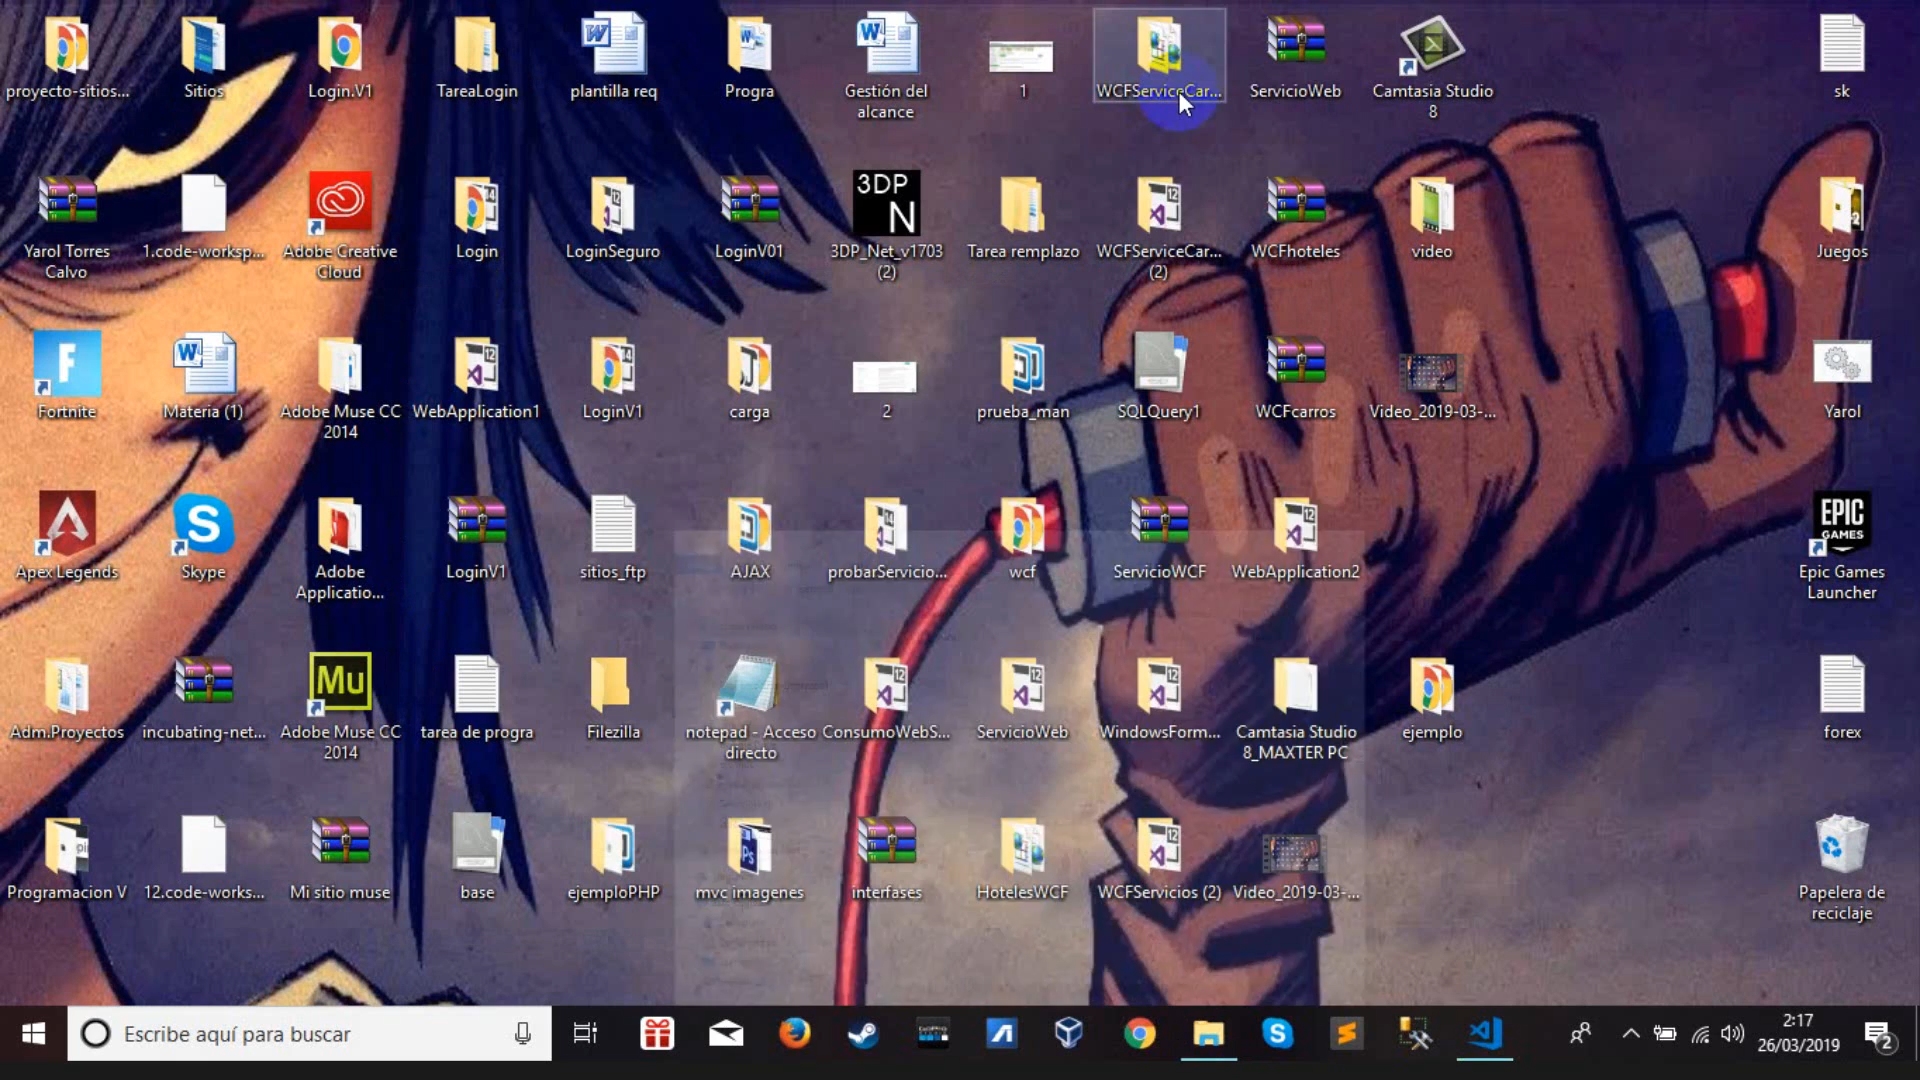 proyecto-sitios...
Sitios
Login.V1
TareaLogin
plantilla req
Progra
Gestión del
alcance
1
WCFServiceCar...
ServicioWeb
Camtasia Studio
8
sk
Yarol Torres
Calvo
1.code-worksp...
Adobe Creative
Cloud
Login
LoginSeguro
LoginV01
3DP
N
3DP_Net_v1703
(2)
Tarea remplazo
WCFServiceCar...
(2)
WCFhoteles
video
Juegos
Fortnite
Materia (1)
Adobe Muse CC
2014
WebApplication1
LoginV1
carga
2
prueba_man
SQLQuery1
WCFcarros
Video_2019-03-...
Yarol
Apex Legends
Skype
Adobe
Applicatio...
LoginV1
sitios_ftp
AJAX
probarServicio...
wcf
ServicioWCF
WebApplication2
EPIC
GAMES
Epic Games
Launcher
Adm.Proyectos
incubating-net...
Mu
Adobe Muse CC
2014
tarea de progra
Filezilla
notepad - Acceso
directo
ConsumoWebS...
ServicioWeb
WindowsForm...
Camtasia Studio
8_MAXTER PC
ejemplo
forex
Programacion V
12.code-works...
Mi sitio muse
base
ejemploPHP
mvc imagenes
interfases
HotelesWCF
WCFServicios (2)
Video_2019-03-...
Papelera de
reciclaje
Escribe aquí para buscar
2:17
26/03/2019
2